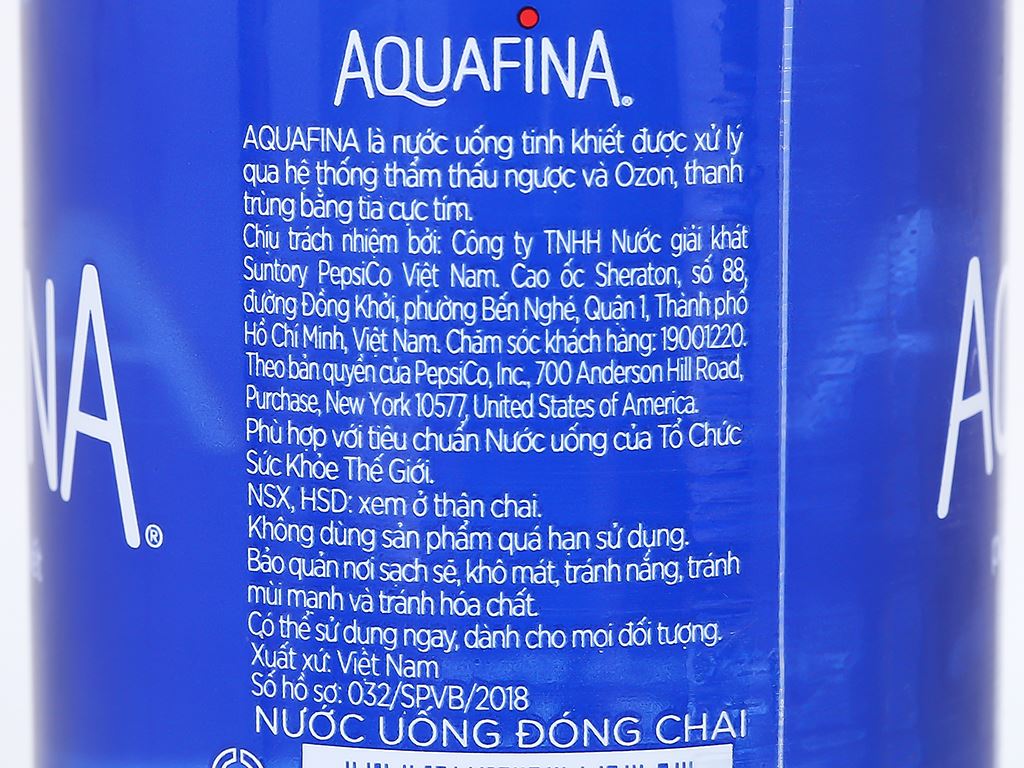 AQUAFINA®
AQUAFINA là nước uống tinh khiết được xử lý
qua hệ thống thẩm thấu ngược và Ozon, thanh
trùng bằng tia cực tím.
Chịu trách nhiệm bởi: Công ty TNHH Nước giải khát
Suntory PepsiCo Việt Nam. Cao ốc Sheraton, số 88,
đường Đồng Khởi, phường Bến Nghé, Quận 1, Thành phố
Hồ Chí Minh, Việt Nam. Chăm sóc khách hàng: 19001220.
Theo bản quyền của PepsiCo, Inc., 700 Anderson Hill Road,
Purchase, New York 10577, United States of America.
Phù hợp với tiêu chuẩn Nước uống của Tổ Chức
Sức Khỏe Thế Giới.
NSX, HSD: xem ở thân chai.
Không dùng sản phẩm quá hạn sử dụng.
Bảo quản nơi sạch sẽ, khô mát, tránh nắng, tránh
mùi mạnh và tránh hóa chất.
Có thể sử dụng ngay, dành cho mọi đối tượng.
Xuất xứ: Việt Nam
Số hồ sơ: 032/SPVB/2018
NƯỚC UỐNG ĐÓNG CHAI
NA®